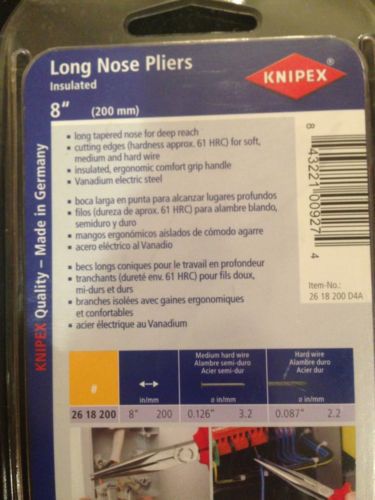 Long Nose Pliers
Insulated
8“ (200 mm)
KNIPEX
KNIPEX Quality – Made in Germany
• long tapered nose for deep reach
• cutting edges (hardness approx. 61 HRC) for soft,
medium and hard wire
• insulated, ergonomic comfort grip handle
• Vanadium electric steel
• boca larga en punta para alcanzar lugares profundos
• filos (dureza de aprox. 61 HRC) para alambre blando,
semiduro y duro
• mangos ergonómicos aislados de cómodo agarre
• acero eléctrico al Vanadio
• becs longs coniques pour le travail en profondeur
• tranchants (dureté env. 61 HRC) pour fils doux,
mi-durs et durs
• branches isolées avec gaines ergonomiques
et confortables
• acier électrique au Vanadium
8 43221 00927 4
Item-No.:
26 18 200 D4A
Medium hard wire Hard wire
Alambre semi-duro Alambre duro
Acier semi-dur Acier dur
# in/mm ø in/mm ø in/mm
26 18 200 8" 200 0.126" 3.2 0.087" 2.2